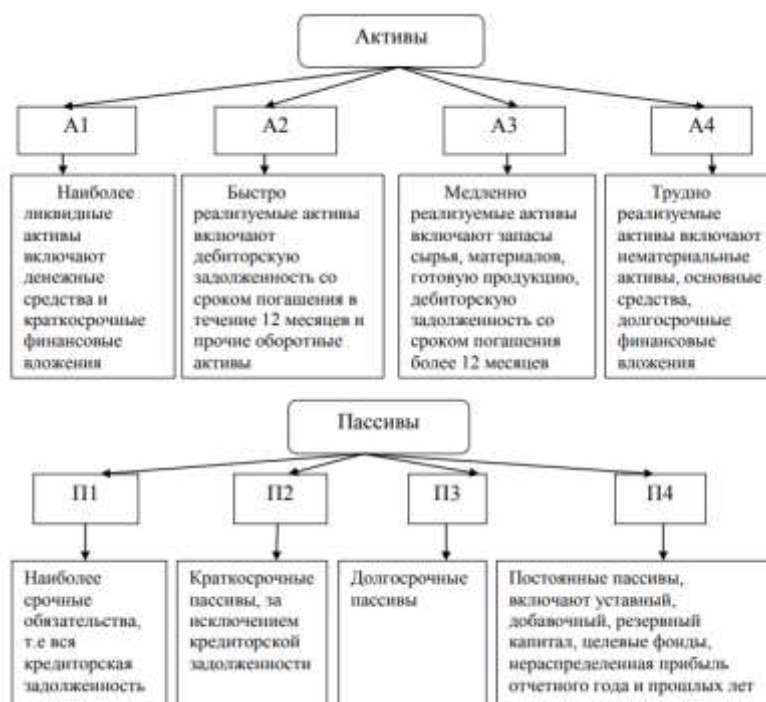 Активы
А1
А2
А3
А4
Наиболее
ликвидные
активы
включают
денежные
средства и
краткосрочные
финансовые
вложения
Быстро
реализуемые активы
включают
дебиторскую
задолженность со
сроком погашения в
течение 12 месяцев и
прочие оборотные
активы
Медленно
реализуемые активы
включают запасы
сырья, материалов,
готовую продукцию,
дебиторскую
задолженность со
сроком погашения
более 12 месяцев
Трудно
реализуемые
активы включают
нематериальные
активы, основные
средства,
долгосрочные
финансовые
вложения
Пассивы
П1
П2
П3
П4
Наиболее
срочные
обязательства,
т.е вся
кредиторская
задолженность
Краткосрочные
пассивы, за
исключением
кредиторской
задолженности
Долгосрочные
пассивы
Постоянные пассивы,
включают уставный,
добавочный, резервный
капитал, целевые фонды,
нераспределенная прибыль
отчетного года и прошлых лет